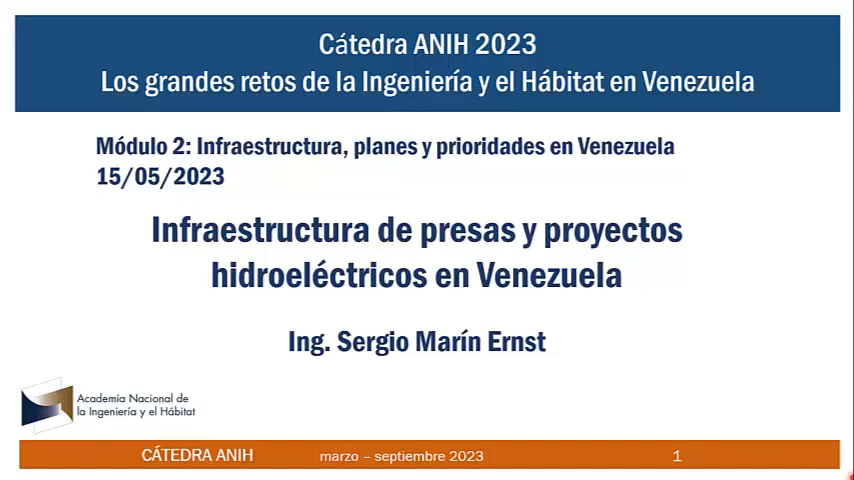 Cátedra ANIH 2023
Los grandes retos de la Ingeniería y el Hábitat en Venezuela
Módulo 2: Infraestructura, planes y prioridades en Venezuela
15/05/2023
Infraestructura de presas y proyectos
hidroeléctricos en Venezuela
Ing. Sergio Marín Ernst
Academia Nacional de
la Ingeniería y el Hábitat
CÁTEDRA ANIH marzo – septiembre 2023 1